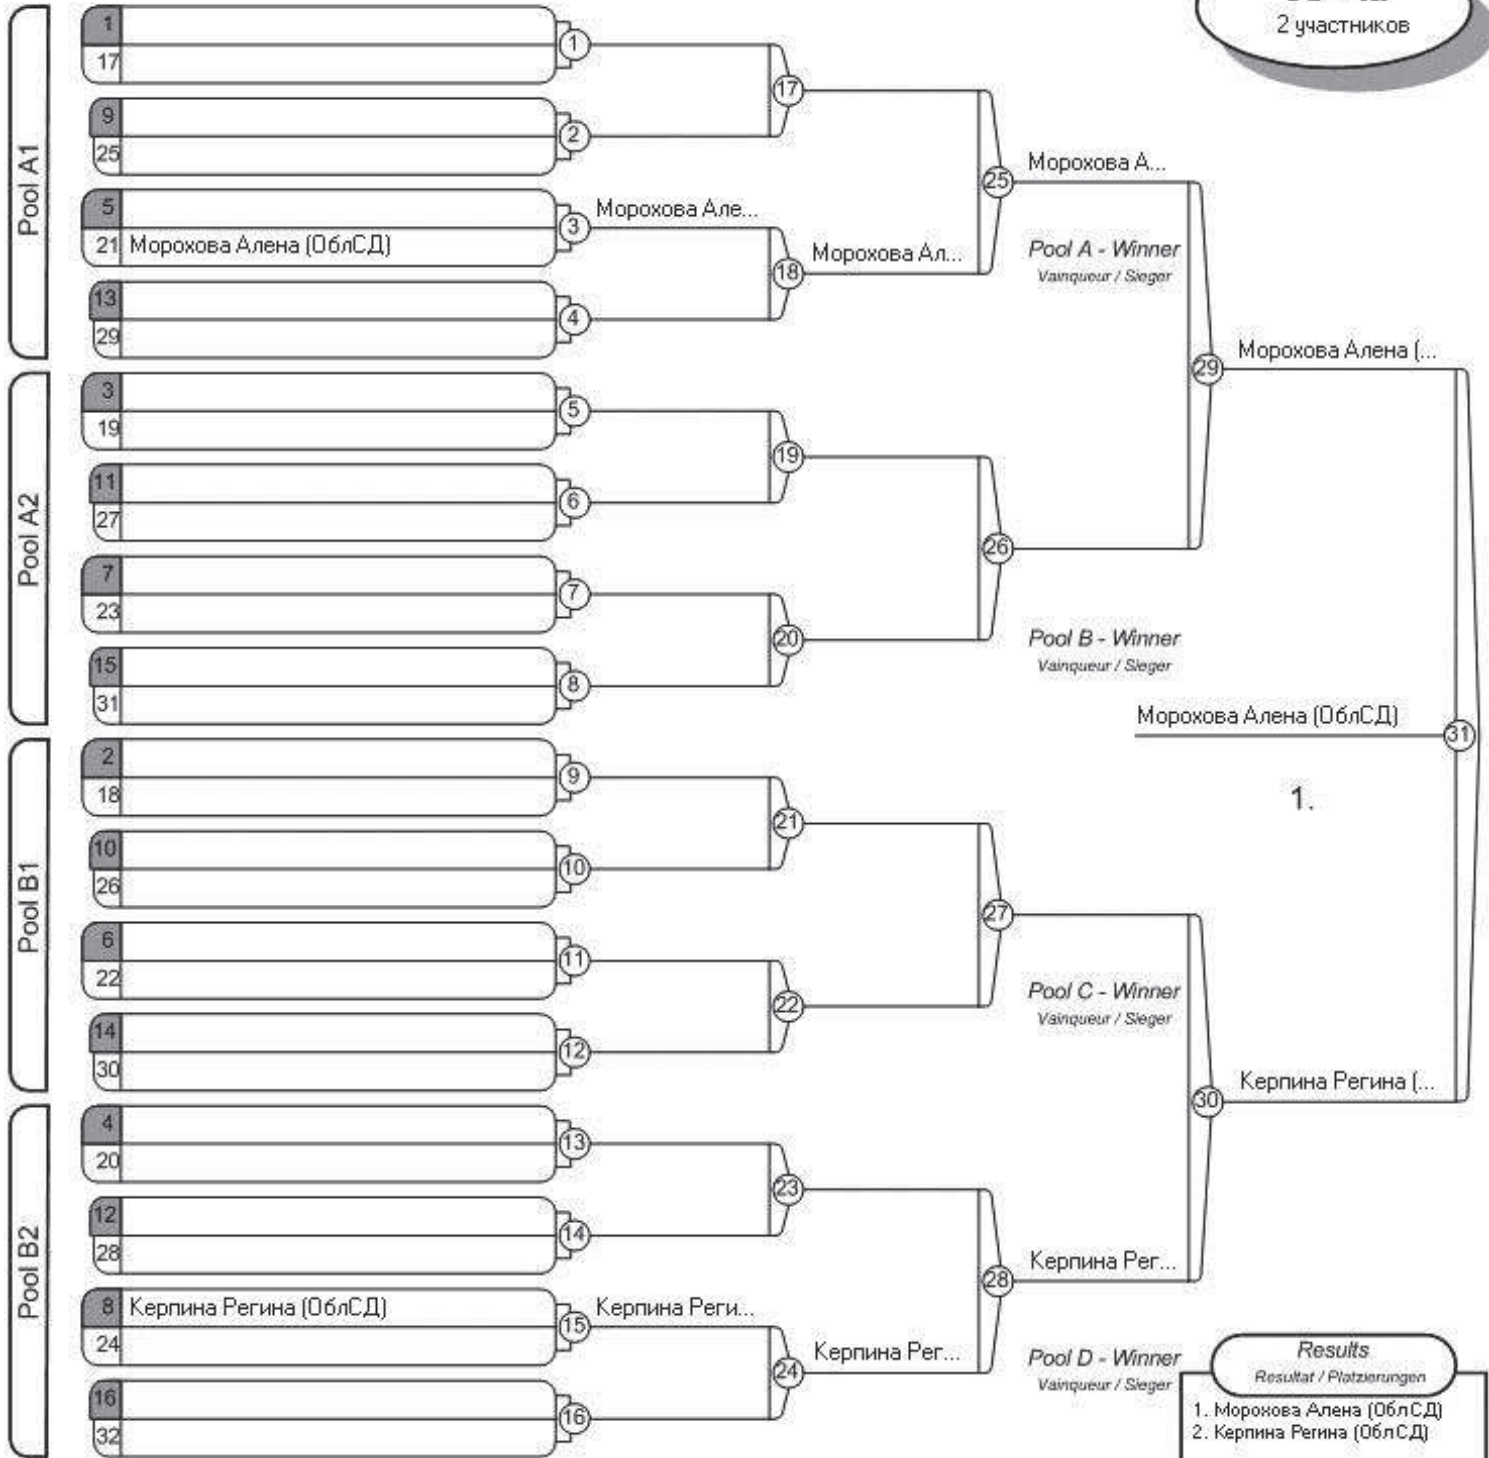 2 участников
Pool A1
1
17
1
9
25
2
17
5
21 Морохова Алена (ОблСД)
3
Морохова Але...
13
29
4
18
Морохова Ал...
25
Морохова А...
Pool A - Winner
Vainqueur / Sieger
Pool A2
3
19
5
11
27
6
19
7
23
7
15
31
8
20
26
Pool B - Winner
Vainqueur / Sieger
29
Морохова Алена (...
Морохова Алена (ОблСД)
31
1.
Pool B1
2
18
9
10
26
10
21
6
22
11
14
30
12
22
27
Pool C - Winner
Vainqueur / Sieger
Pool B2
4
20
13
12
28
14
23
8 Керпина Регина (ОблСД)
24
15
Керпина Реги...
16
32
16
24
Керпина Рег...
28
Керпина Рег...
Pool D - Winner
Vainqueur / Sieger
30
Керпина Регина (...
Results
Resultat / Platzierungen
1. Морохова Алена (ОблСД)
2. Керпина Регина (ОблСД)